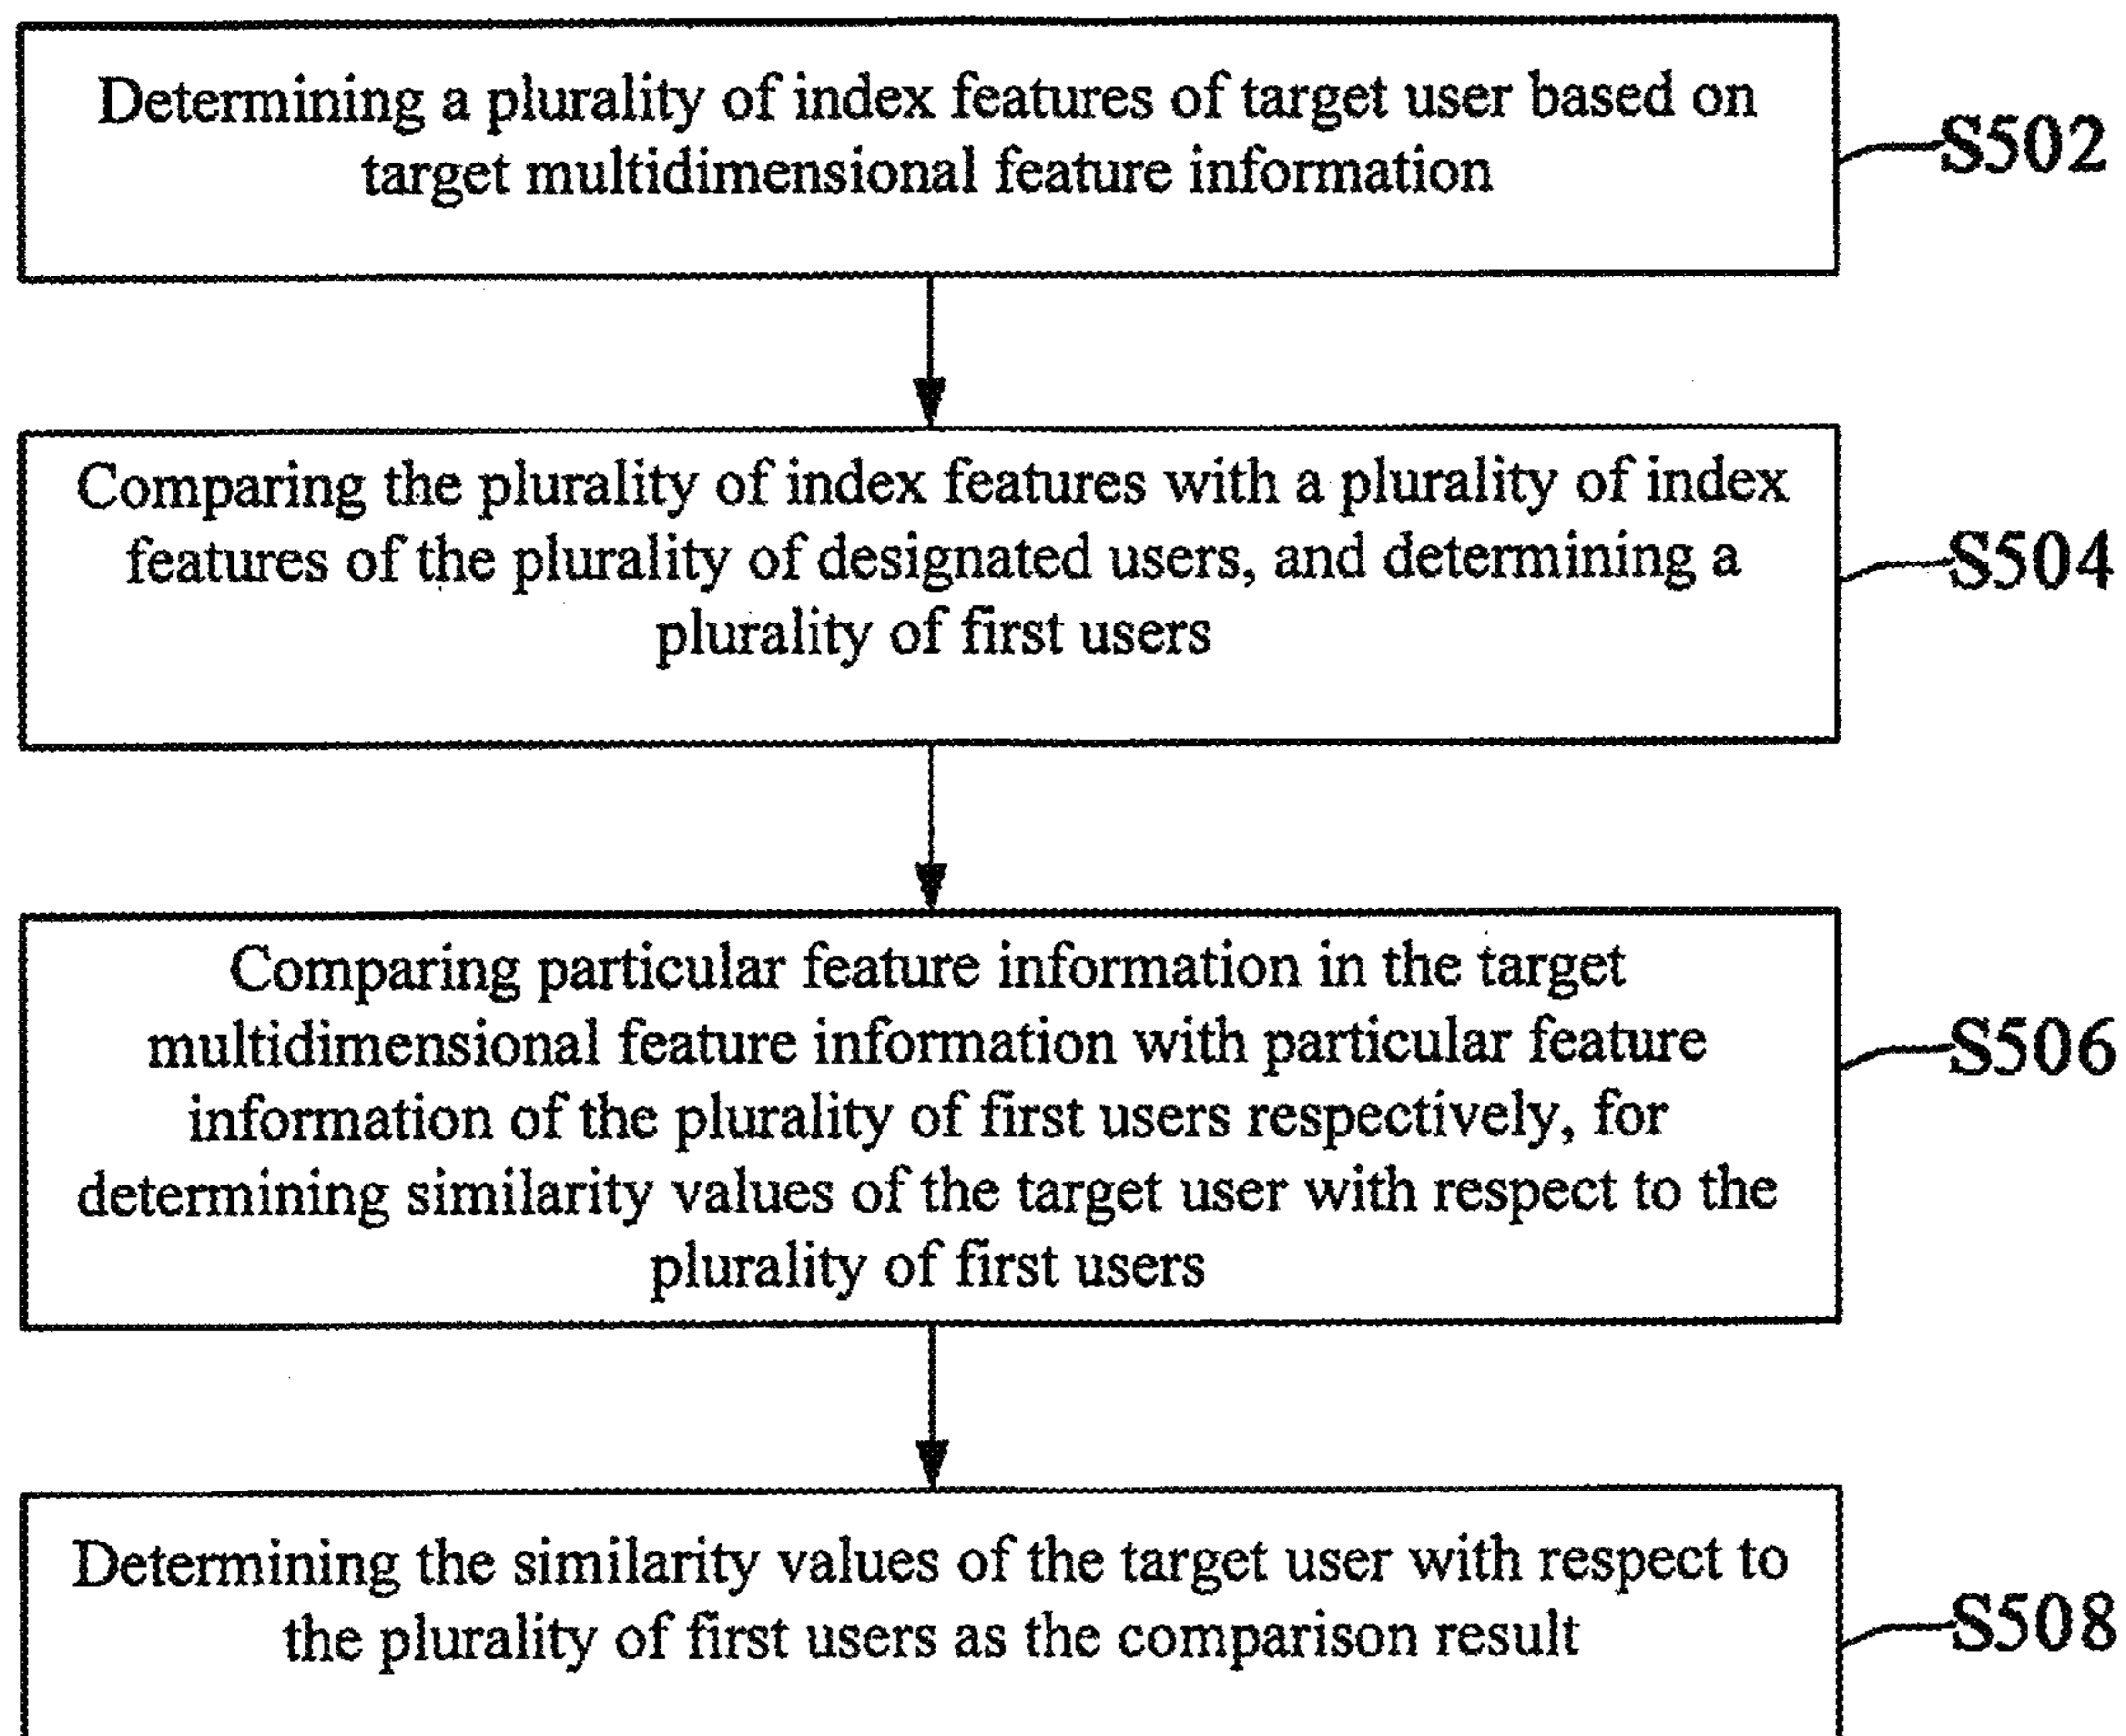 Determining a plurality of index features of target user based on
target multidimensional feature information
S502
Comparing the plurality of index features with a plurality of index
features of the plurality of designated users, and determining a
plurality of first users
S504
Comparing particular feature information in the target
multidimensional feature information with particular feature
information of the plurality of first users respectively, for
determining similarity values of the target user with respect to the
plurality of first users
S506
Determining the similarity values of the target user with respect to
the plurality of first users as the comparison result
S508